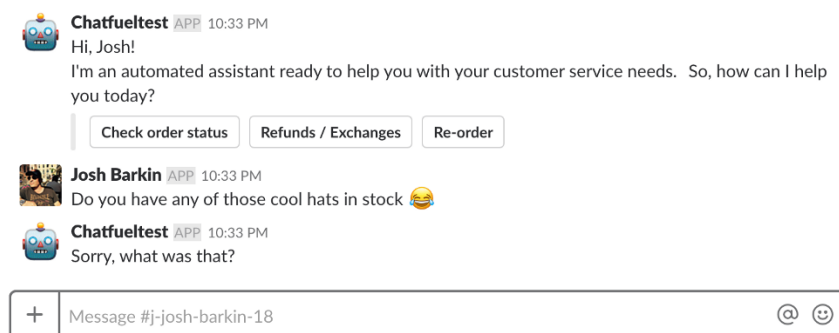 Chatfueltest APP 10:33 PM
Hi, Josh!
I'm an automated assistant ready to help you with your customer service needs. So, how can I help
you today?
Check order status Refunds / Exchanges Re-order
Josh Barkin APP 10:33 PM
Do you have any of those cool hats in stock 😂
Chatfueltest APP 10:33 PM
Sorry, what was that?
+ Message #j-josh-barkin-18 @